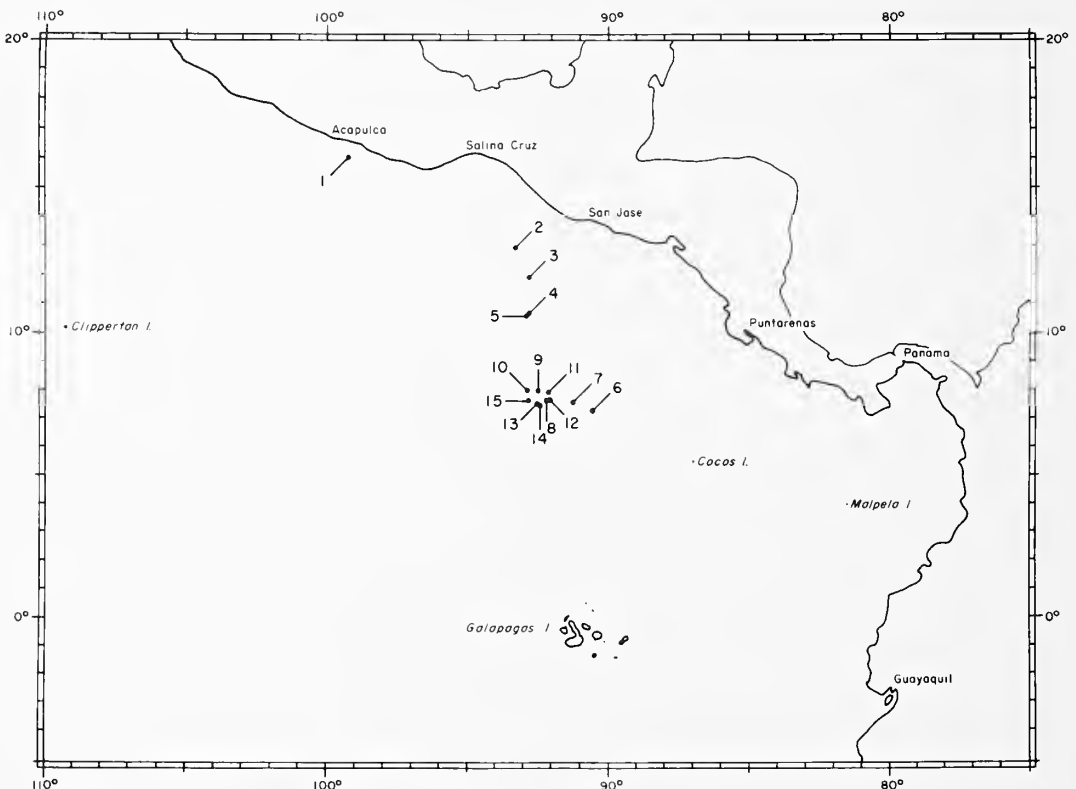 110° 100° 90° 80°
20° 20°
Acapulca
Salina Cruz
1
San Jase
2
3
4
5
10° Clippertan I. 10°
Puntarenas
Panama
10 9 11 7 6
15
13 14 8 12
Cocos I.
Malpela I
0° 0°
Galapagas I
Guayaquil
110° 100° 90° 80°